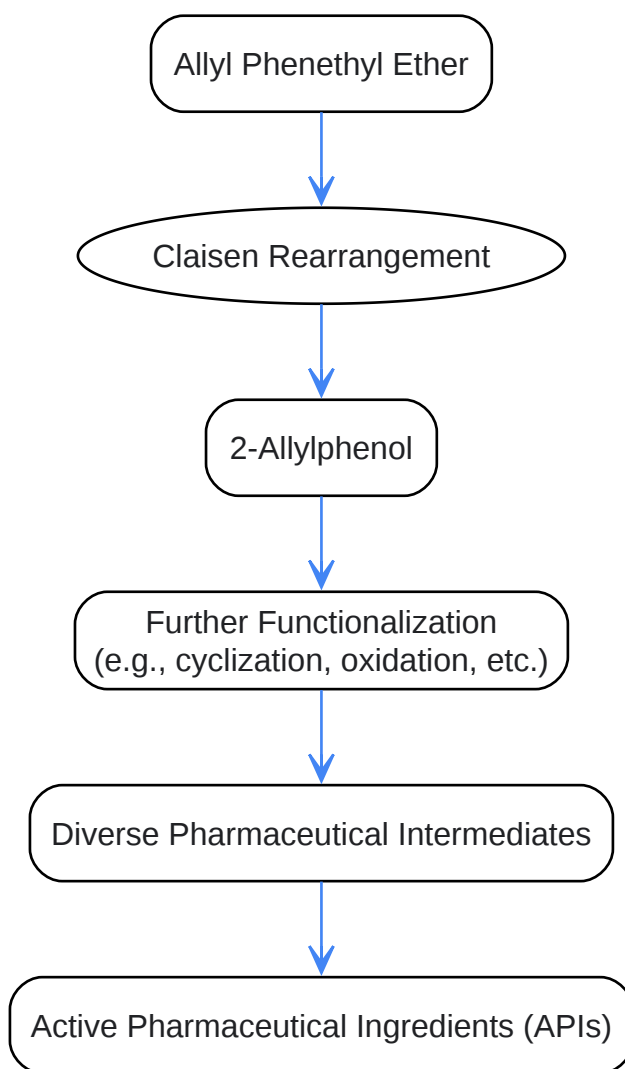 Allyl Phenethyl Ether
Claisen Rearrangement
2-Allylphenol
Further Functionalization
(e.g., cyclization, oxidation, etc.)
Diverse Pharmaceutical Intermediates
Active Pharmaceutical Ingredients (APIs)